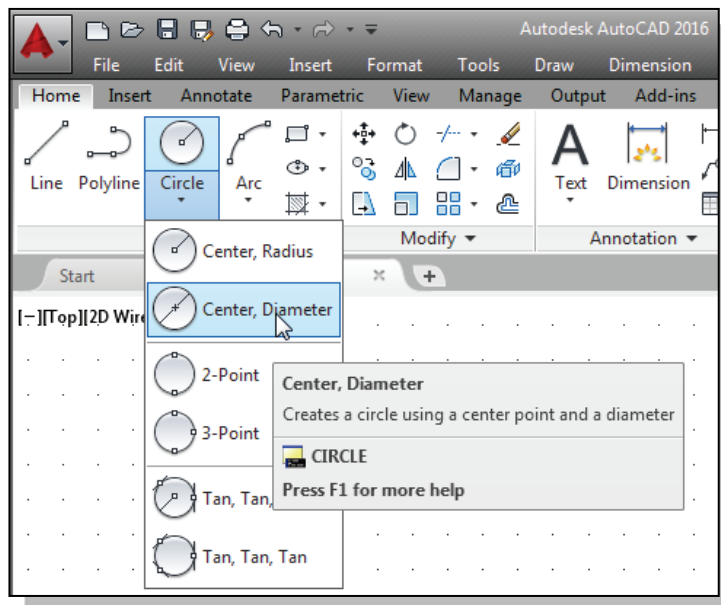 Autodesk AutoCAD 2016
File Edit View Insert Format Tools Draw Dimension
Home Insert Annotate Parametric View Manage Output Add-ins
Line Polyline Circle Arc Text Dimension
Modify Annotation
Start
Center, Radius
[−][Top][2D Wire
Center, Diameter
2-Point
3-Point
Tan, Tan,
Tan, Tan, Tan
Center, Diameter
Creates a circle using a center point and a diameter
CIRCLE
Press F1 for more help